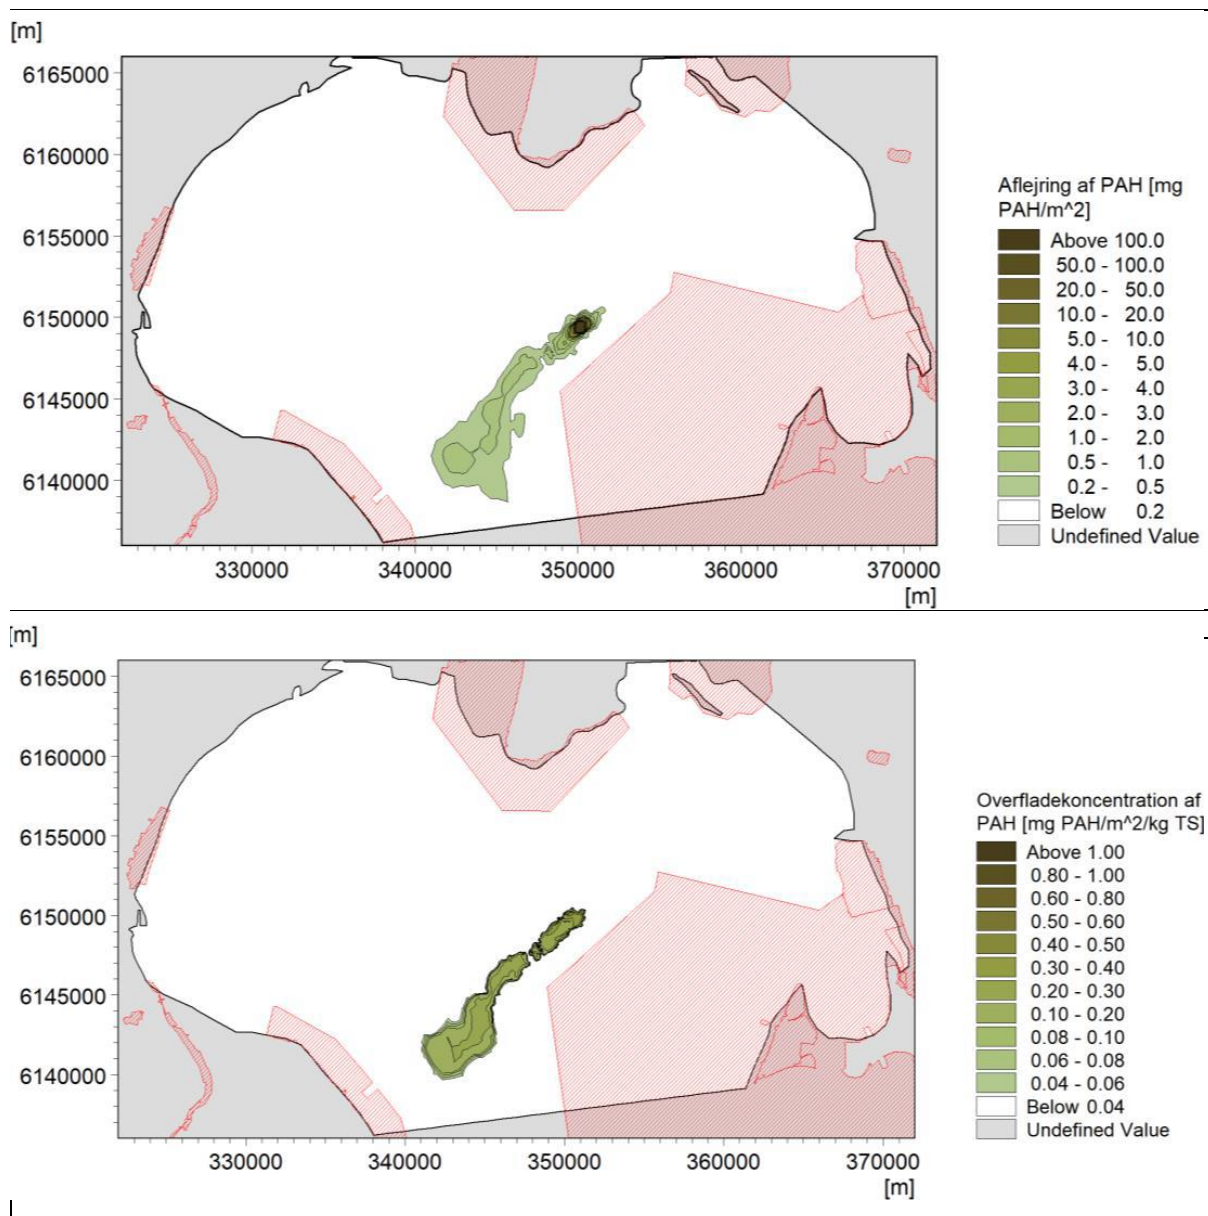 [m]
6165000
6160000
6155000
6150000
6145000
6140000
330000 340000 350000 360000 370000
[m]
Aflejring af PAH [mg
PAH/m^2]
Above 100.0
50.0 - 100.0
20.0 - 50.0
10.0 - 20.0
5.0 - 10.0
4.0 - 5.0
3.0 - 4.0
2.0 - 3.0
1.0 - 2.0
0.5 - 1.0
0.2 - 0.5
Below 0.2
Undefined Value
[m]
6165000
6160000
6155000
6150000
6145000
6140000
330000 340000 350000 360000 370000
[m]
Overfladekoncentration af
PAH [mg PAH/m^2/kg TS]
Above 1.00
0.80 - 1.00
0.60 - 0.80
0.50 - 0.60
0.40 - 0.50
0.30 - 0.40
0.20 - 0.30
0.10 - 0.20
0.08 - 0.10
0.06 - 0.08
0.04 - 0.06
Below 0.04
Undefined Value